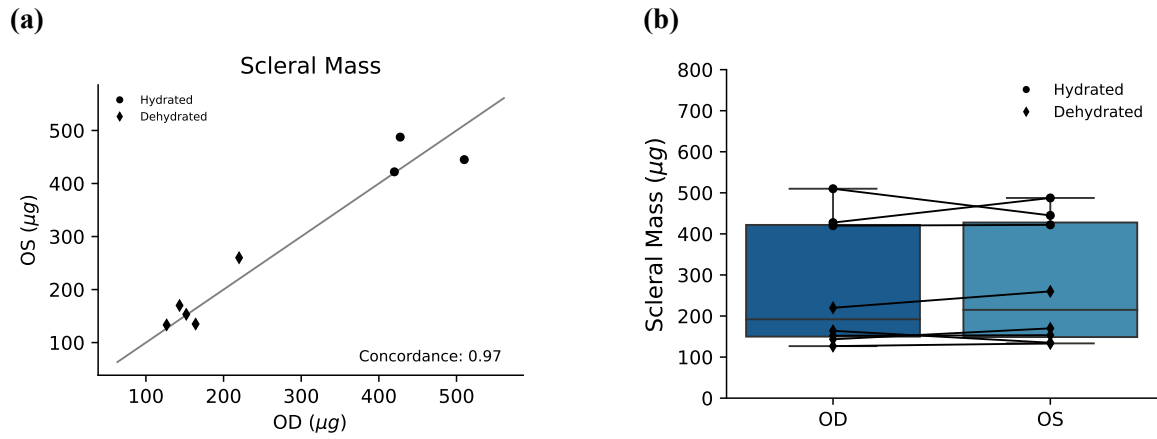 (a)
Scleral Mass
Hydrated
Dehydrated
500
400
300
200
100
OS (μg)
Concordance: 0.97
100 200 300 400 500
OD (μg)
(b)
800
700
600
500
400
300
200
100
0
Scleral Mass (μg)
Hydrated
Dehydrated
OD OS